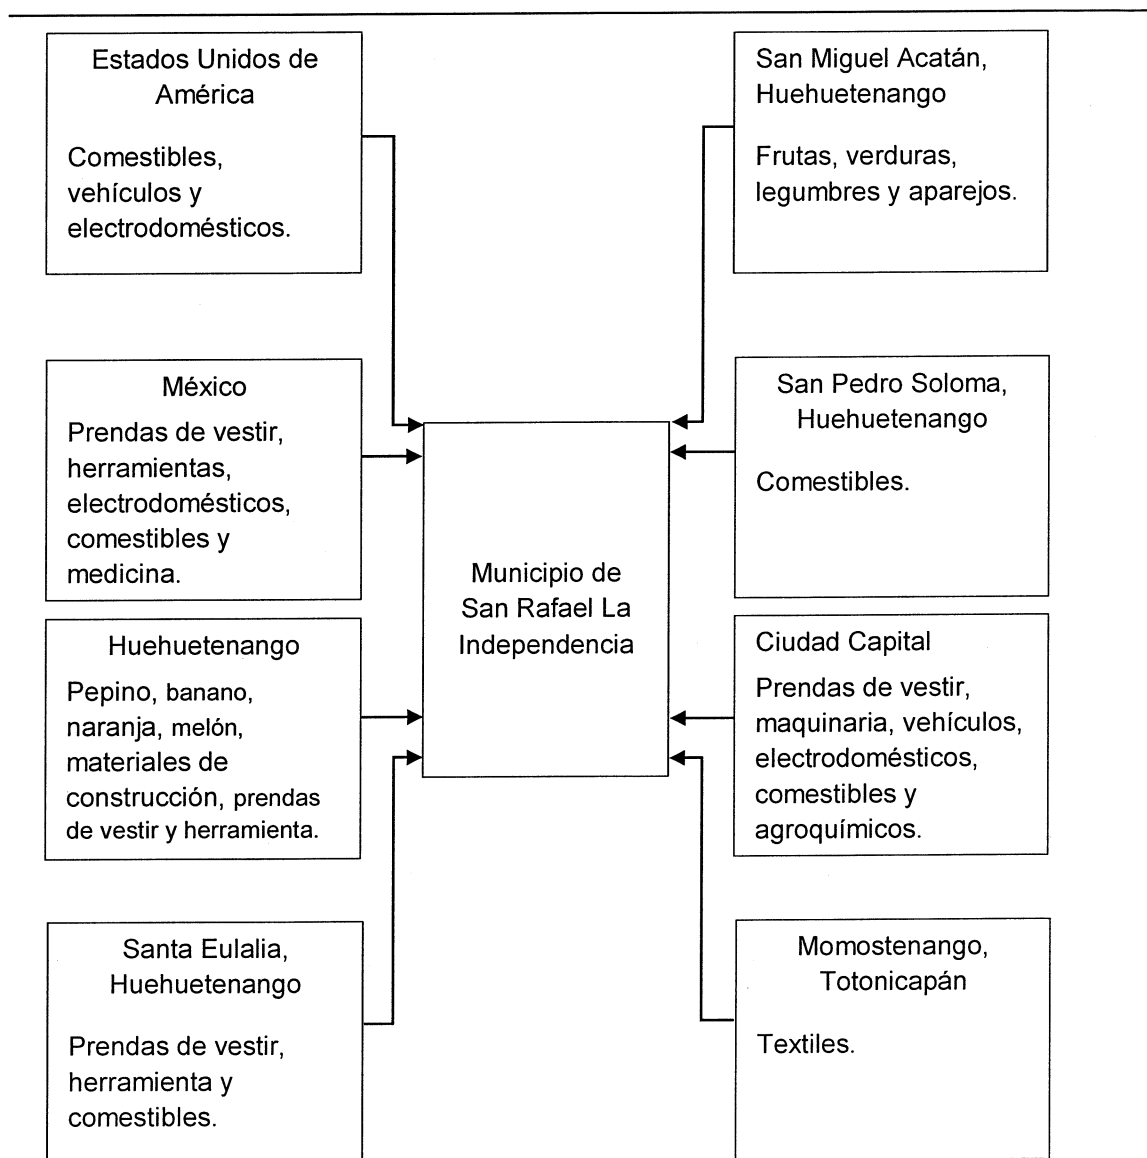 Estados Unidos de
América
Comestibles,
vehículos y
electrodomésticos.
San Miguel Acatán,
Huehuetenango
Frutas, verduras,
legumbres y aparejos.
México
Prendas de vestir,
herramientas,
electrodomésticos,
comestibles y
medicina.
San Pedro Soloma,
Huehuetenango
Comestibles.
Municipio de
San Rafael La
Independencia
Huehuetenango
Pepino, banano,
naranja, melón,
materiales de
construcción, prendas
de vestir y herramienta.
Ciudad Capital
Prendas de vestir,
maquinaria, vehículos,
electrodomésticos,
comestibles y
agroquímicos.
Santa Eulalia,
Huehuetenango
Prendas de vestir,
herramienta y
comestibles.
Momostenango,
Totonicapán
Textiles.